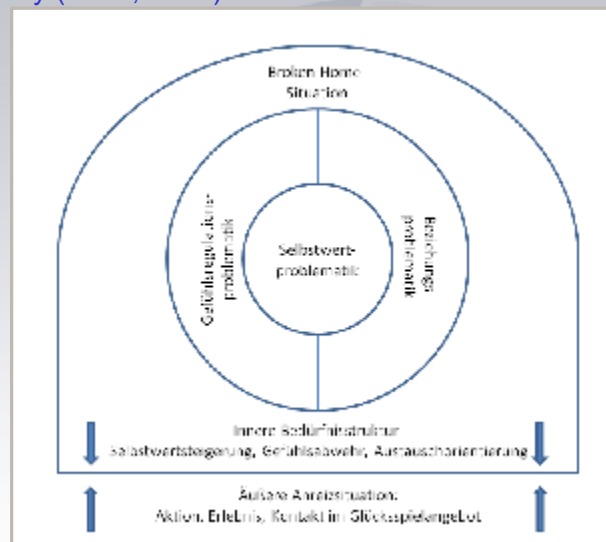 Broken Home
Situation
Gefühlsregulations-
problematik
Selbstwert-
problematik
Beziehungs
problematik
Innere Bedürfnisstruktur
Selbstwertsteigerung, Gefühlsabwehr, Austauschorientierung
Äußere Anreizsituation:
Aktion, Erlebnis, Kontakt im Glücksspielangebot